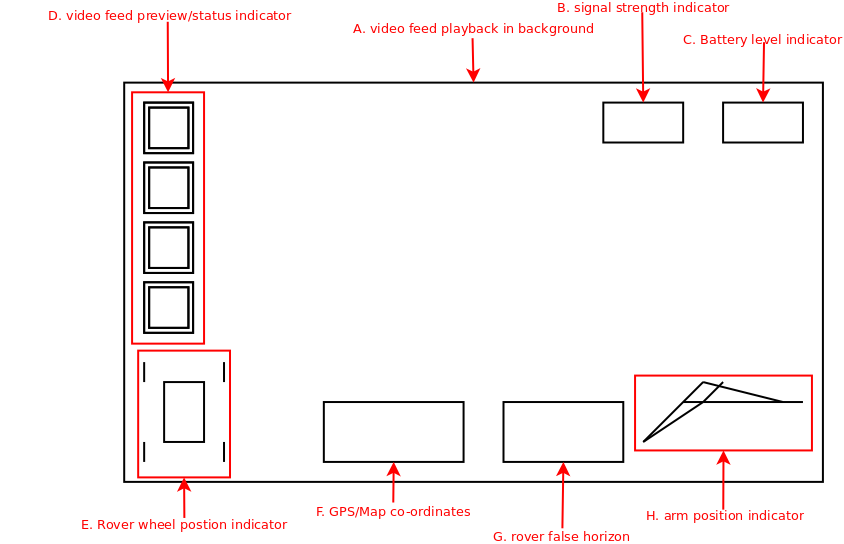 B. signal strength indicator
D. video feed preview/status indicator
A. video feed playback in background
C. Battery level indicator
F. GPS/Map co-ordinates
H. arm position indicator
E. Rover wheel postion indicator
G. rover false horizon